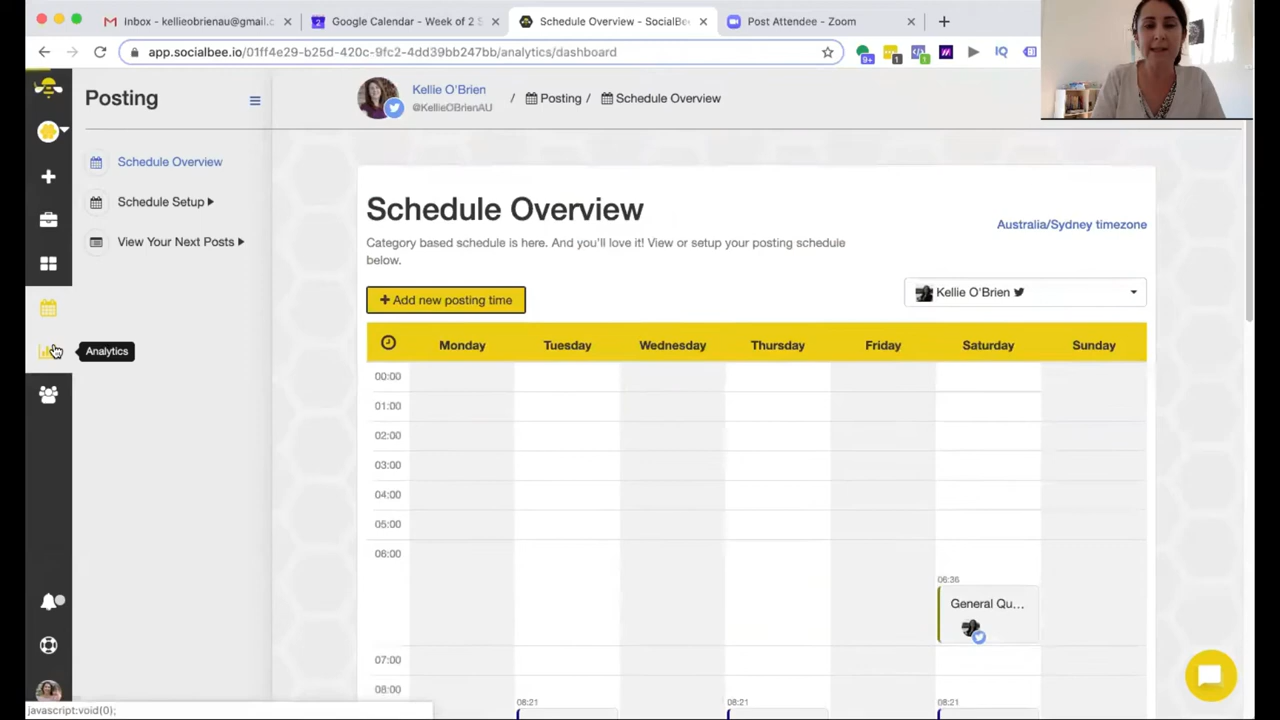 Inbox - kellieobrienau@gmail.c
Google Calendar - Week of 2 S
Schedule Overview - SocialBe
Post Attendee - Zoom
app.socialbee.io/01ff4e29-b25d-420c-9fc2-4dd39bb247bb/analytics/dashboard
9+
1
1
IQ
Posting
Kellie O'Brien
@KellieOBrienAU
/ Posting / Schedule Overview
Schedule Overview
Schedule Setup
View Your Next Posts
Analytics
Schedule Overview
Australia/Sydney timezone
Category based schedule is here. And you'll love it! View or setup your posting schedule
below.
+ Add new posting time
Kellie O'Brien
Monday Tuesday Wednesday Thursday Friday Saturday Sunday
00:00
01:00
02:00
03:00
04:00
05:00
06:00
06:36
General Qu...
07:00
08:00
08:21 08:21 08:21
javascript:void(0);